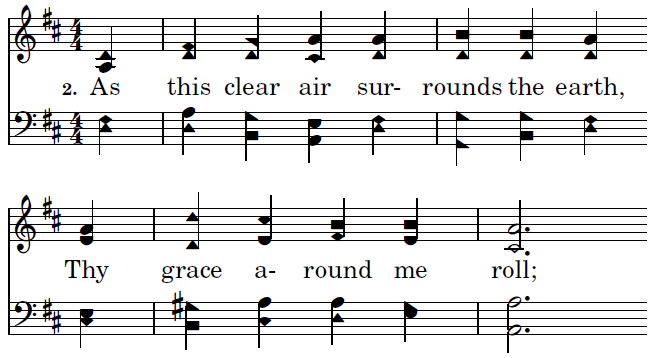 2. As this clear air sur- rounds the earth,
Thy grace a- round me roll;